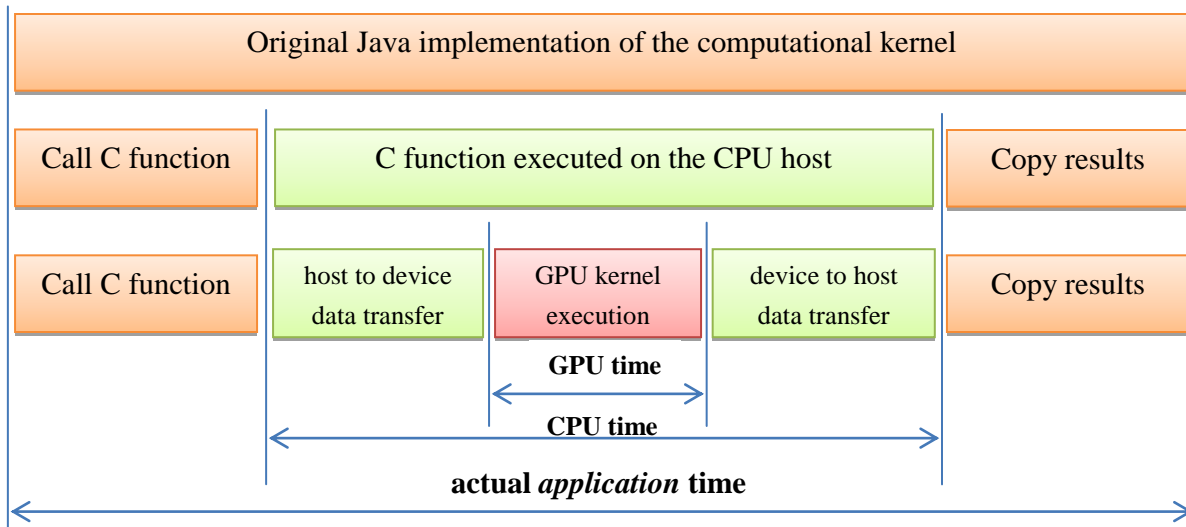 Original Java implementation of the computational kernel
Call C function
C function executed on the CPU host
Copy results
Call C function
host to device
data transfer
GPU kernel
execution
device to host
data transfer
Copy results
GPU time
CPU time
actual application time